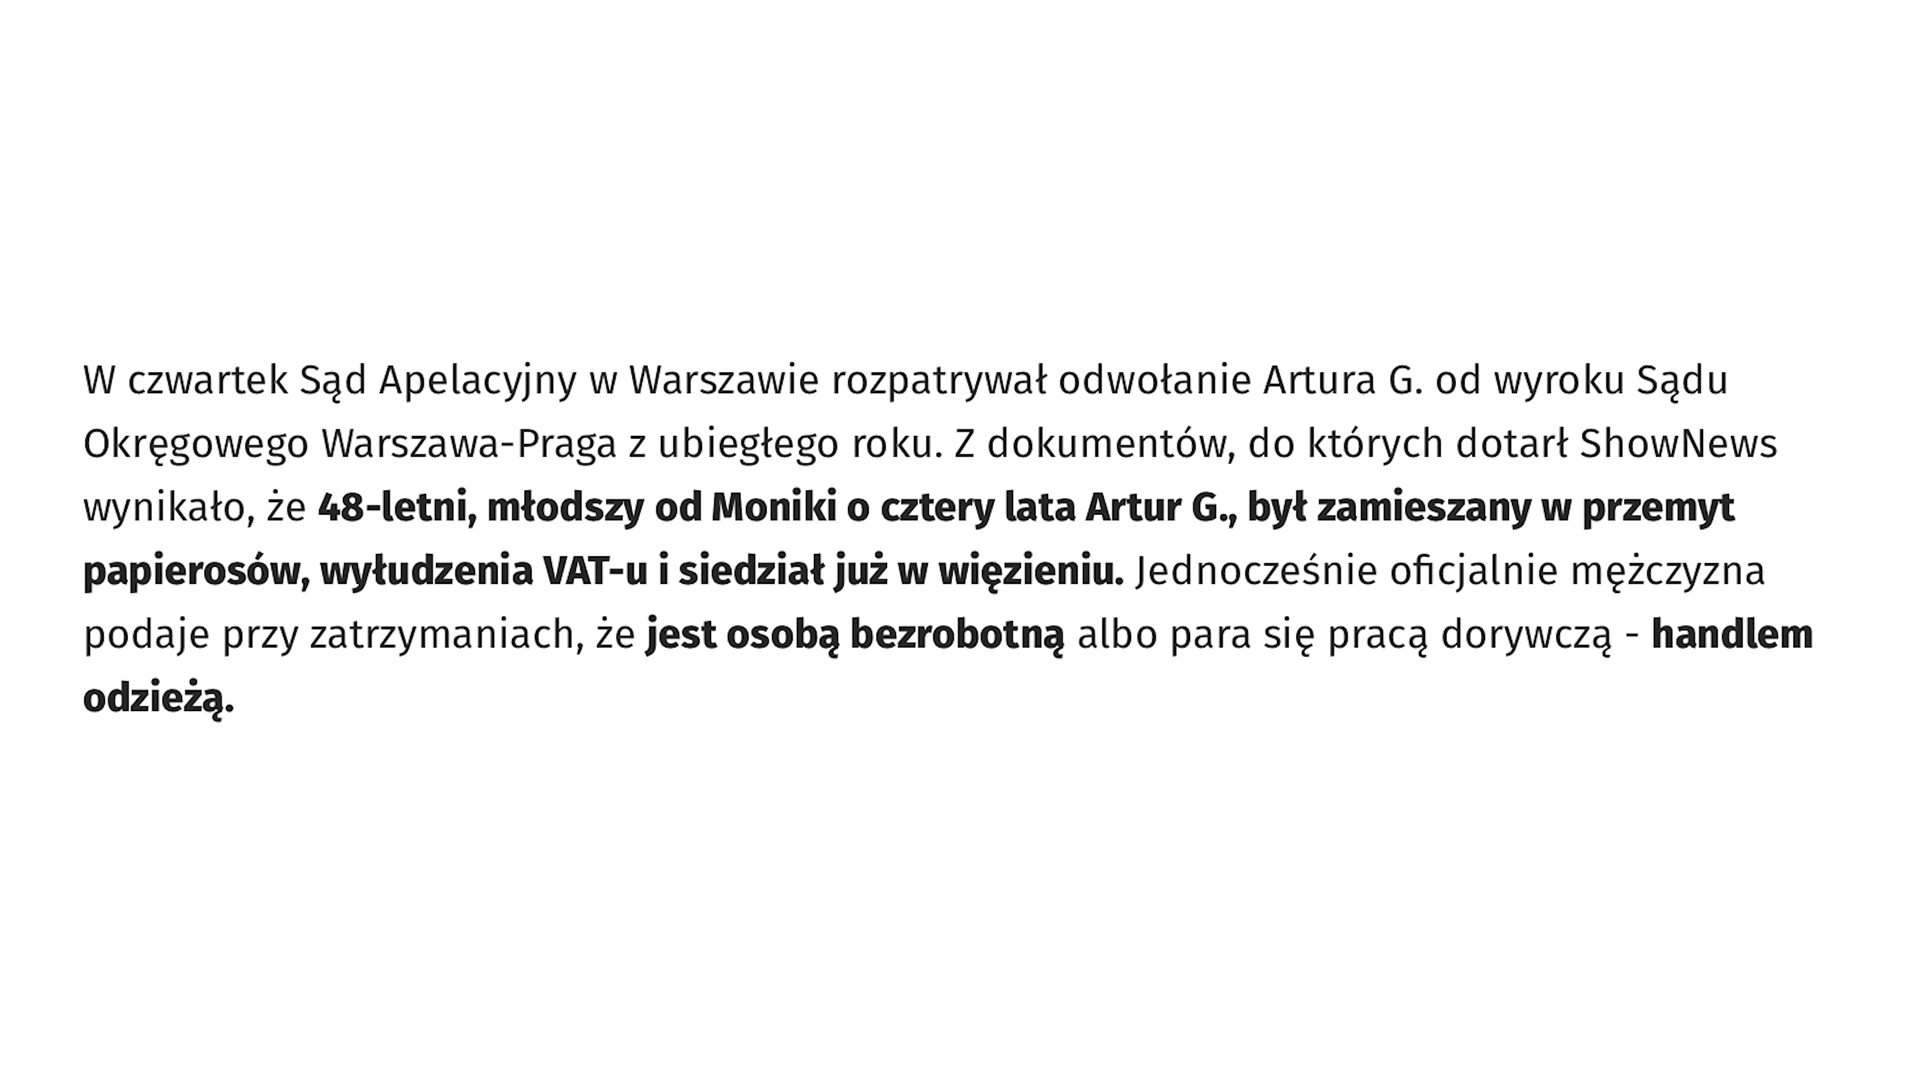 W czwartek Sąd Apelacyjny w Warszawie rozpatrywał odwołanie Artura G. od wyroku Sądu
Okręgowego Warszawa-Praga z ubiegłego roku. Z dokumentów, do których dotarł ShowNews
wynikało, że 48-letni, młodszy od Moniki o cztery lata Artur G., był zamieszany w przemyt
papierosów, wyłudzenia VAT-u i siedział już w więzieniu. Jednocześnie oficjalnie mężczyzna
podaje przy zatrzymaniach, że jest osobą bezrobotną albo para się pracą dorywczą - handlem
odzieżą.